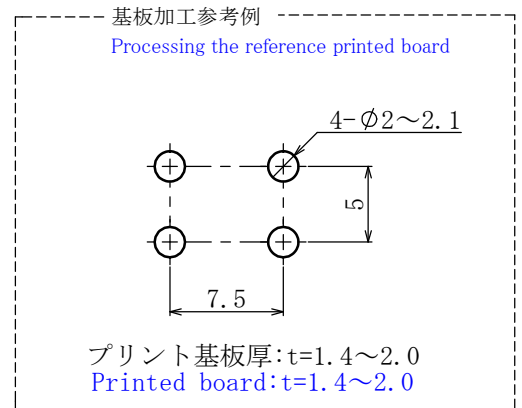 基板加工参考例
Processing the reference printed board
4-Φ2～2.1
5
7.5
プリント基板厚:t=1.4～2.0
Printed board:t=1.4～2.0